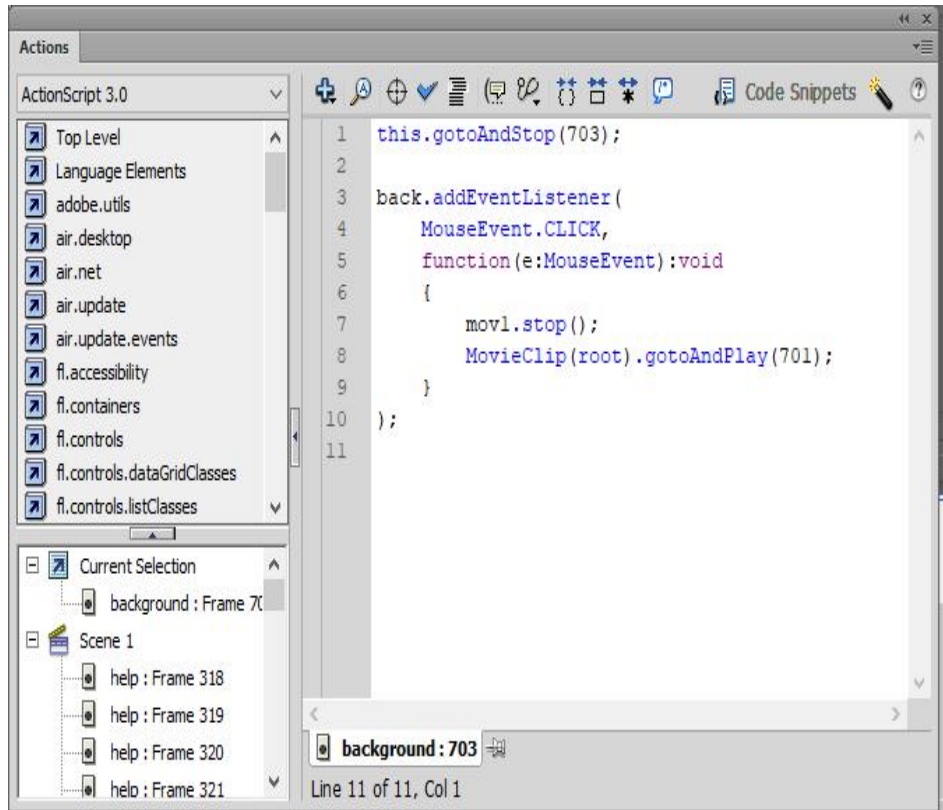 Actions
ActionScript 3.0
Code Snippets
Top Level
Language Elements
adobe.utils
air.desktop
air.net
air.update
air.update.events
fl.accessibility
fl.containers
fl.controls
fl.controls.dataGridClasses
fl.controls.listClasses
Current Selection
background : Frame 70
Scene 1
help : Frame 318
help : Frame 319
help : Frame 320
help : Frame 321
1 this.gotoAndStop(703);
2
3 back.addEventListener(
4 MouseEvent.CLICK,
5 function(e:MouseEvent):void
6 {
7 mov1.stop();
8 MovieClip(root).gotoAndPlay(701);
9 }
10 );
11
background : 703
Line 11 of 11, Col 1